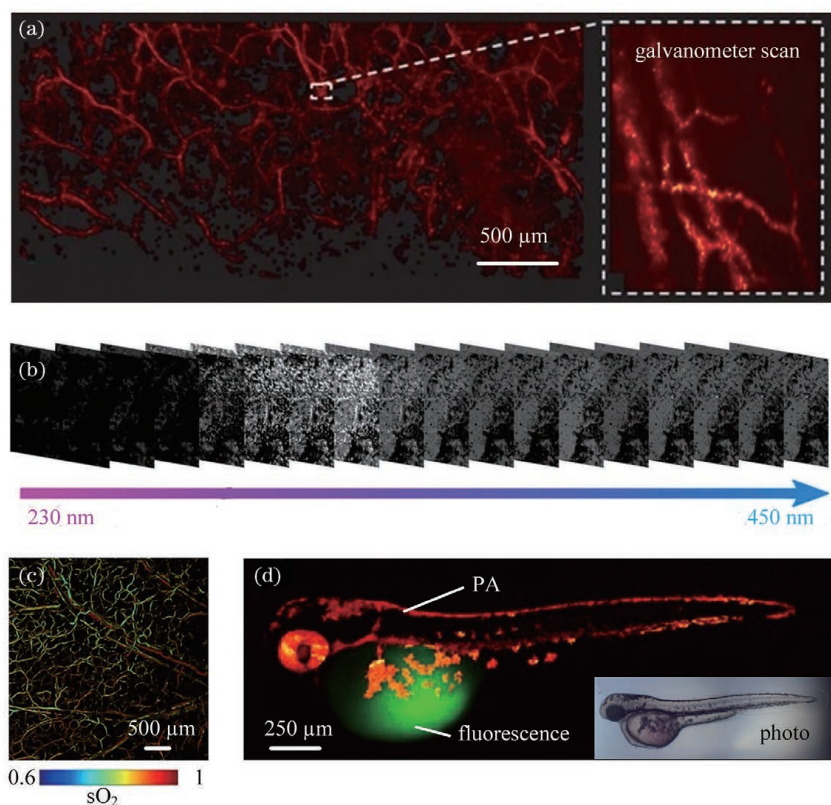 (a)
galvanometer scan
500 μm
(b)
230 nm
450 nm
(c)
500 μm
0.6
1
sO2
(d)
PA
250 μm
fluorescence
photo